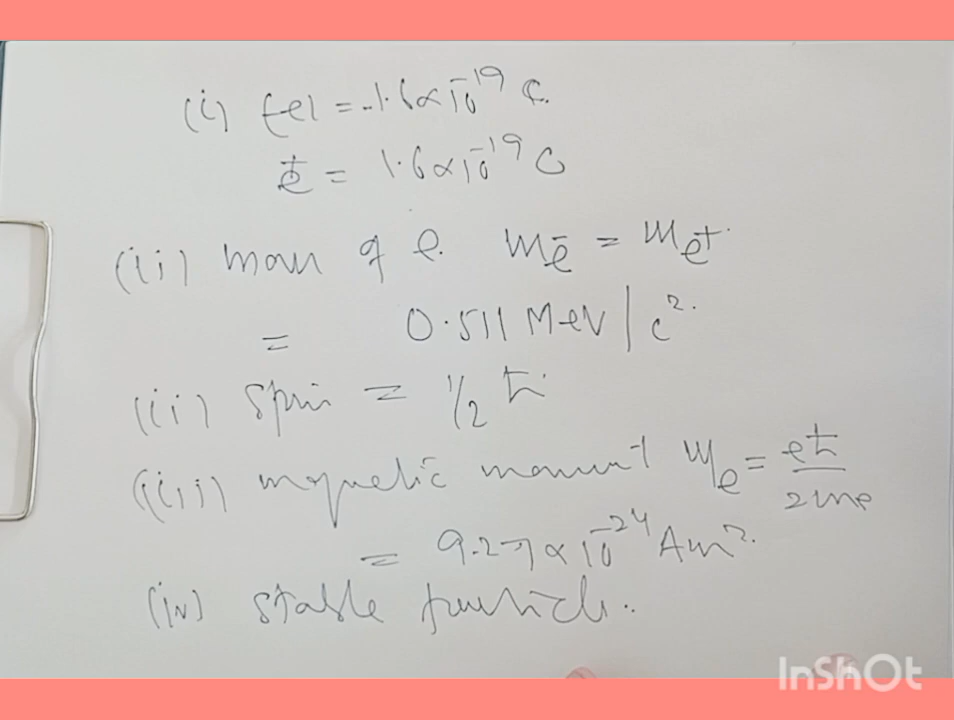 (i) [e] = -1.6×10⁻¹⁹ C.
e⁺ = 1.6×10⁻¹⁹ C
(ii) mass of e. mₑ⁻ = mₑ⁺.
= 0.511 MeV/c².
(ii) spin = 1/2 ħ
(iii) magnetic moment μₑ = eħ/2me
= 9.27×10⁻²⁴ Am².
(iv) stable particle.
InShOt